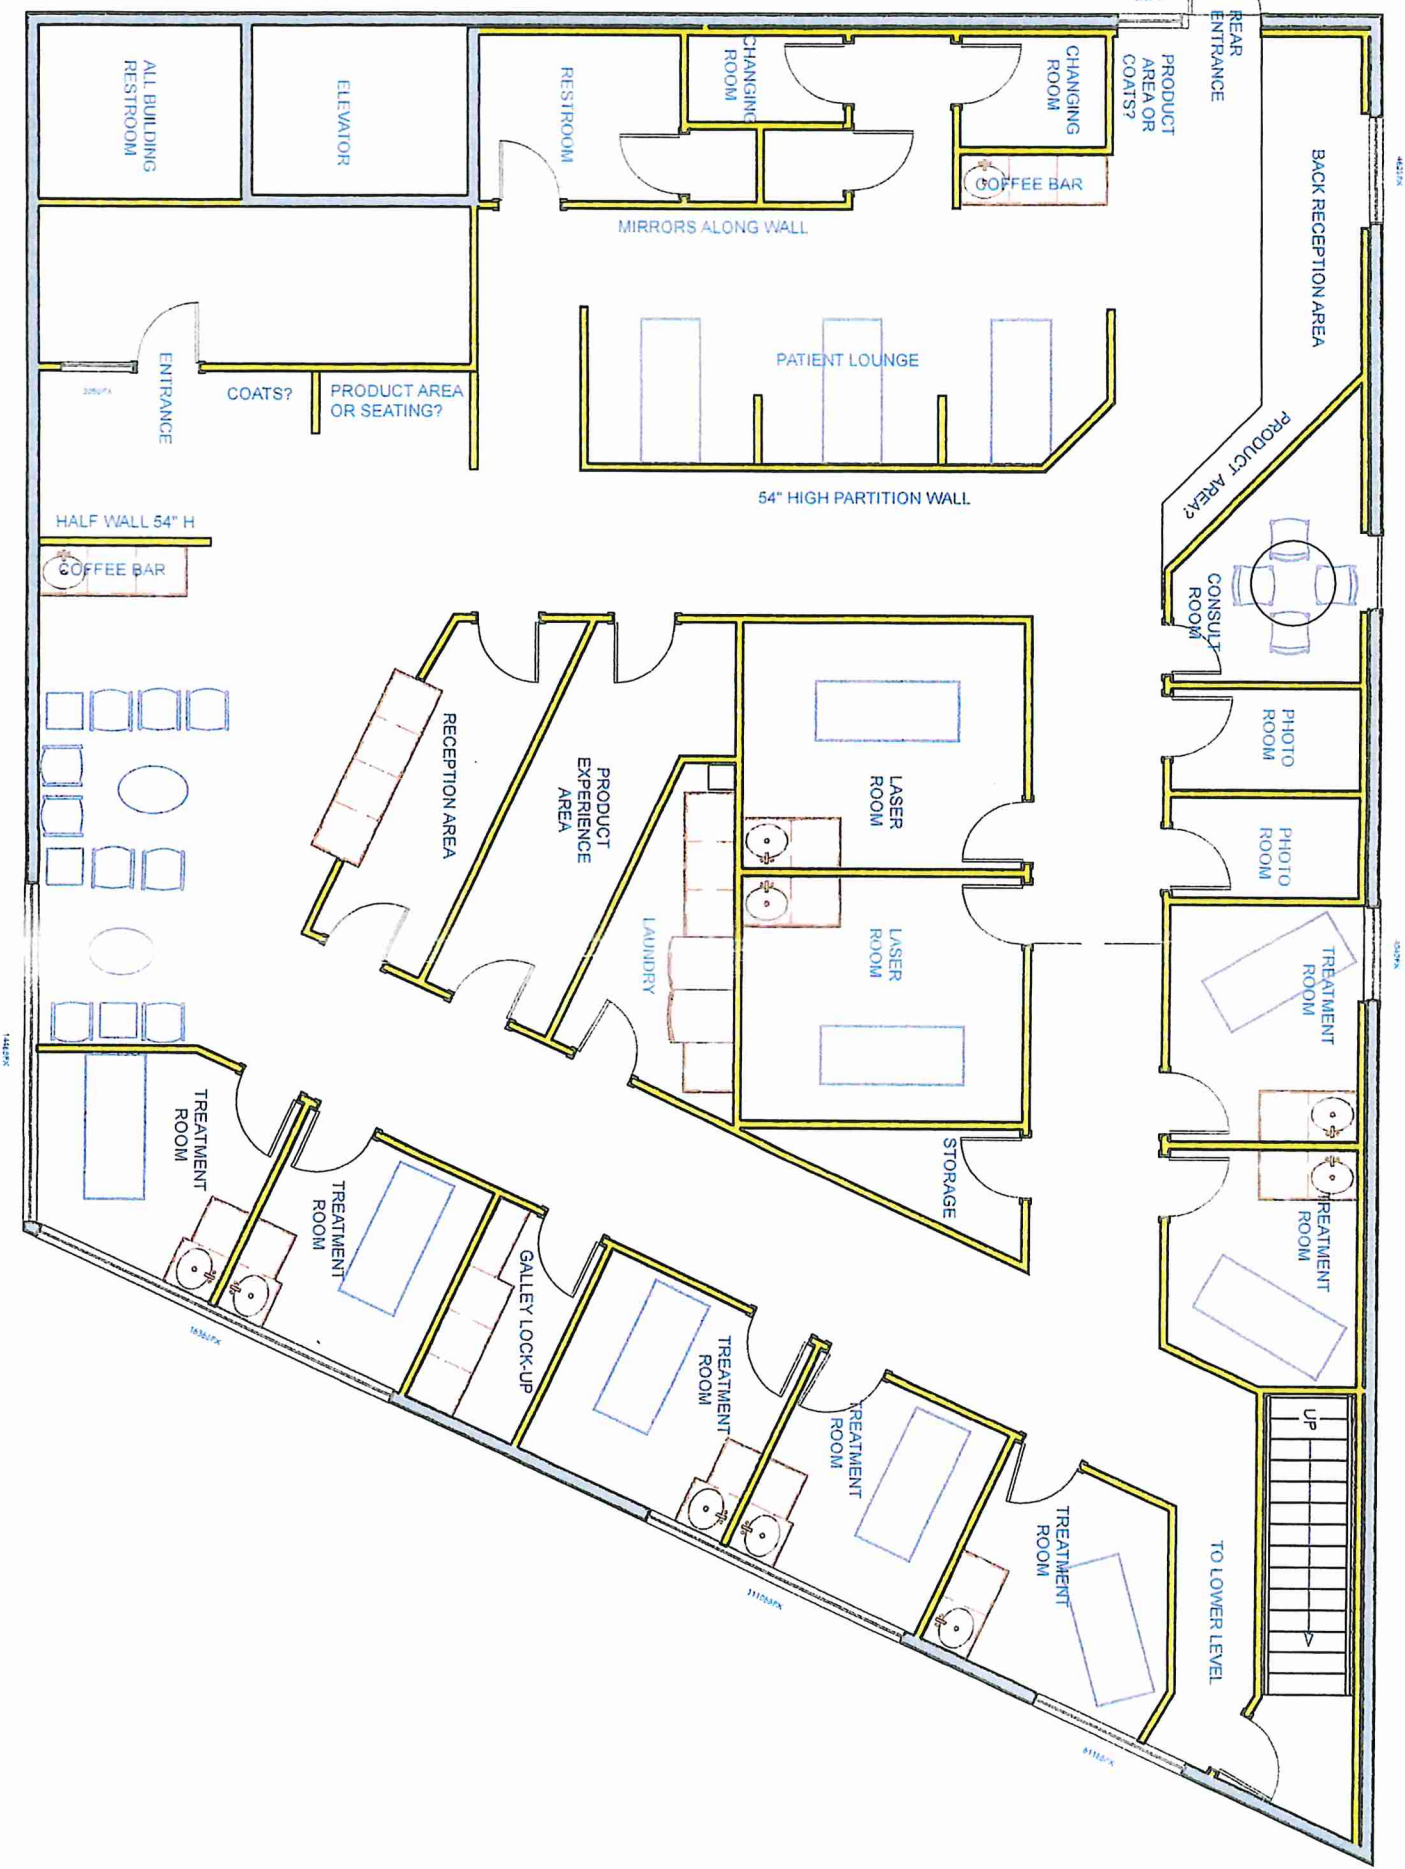 REAR
ENTRANCE
PRODUCT
AREA OR
COATS?
CHANGING
ROOM
CHANGING
ROOM
RESTROOM
ELEVATOR
ALL BUILDING
RESTROOM
BACK RECEPTION AREA
COFFEE BAR
MIRRORS ALONG WALL
PATIENT LOUNGE
ENTRANCE
COATS?
PRODUCT AREA
OR SEATING?
PRODUCT AREA?
54" HIGH PARTITION WALL
HALF WALL 54" H
COFFEE BAR
CONSULT
ROOM
PHOTO
ROOM
PHOTO
ROOM
LASER
ROOM
LASER
ROOM
RECEPTION AREA
PRODUCT
EXPERIENCE
AREA
LAUNDRY
TREATMENT
ROOM
TREATMENT
ROOM
STORAGE
TREATMENT
ROOM
TREATMENT
ROOM
GALLEY LOCK-UP
TREATMENT
ROOM
TREATMENT
ROOM
TREATMENT
ROOM
UP
TO LOWER LEVEL